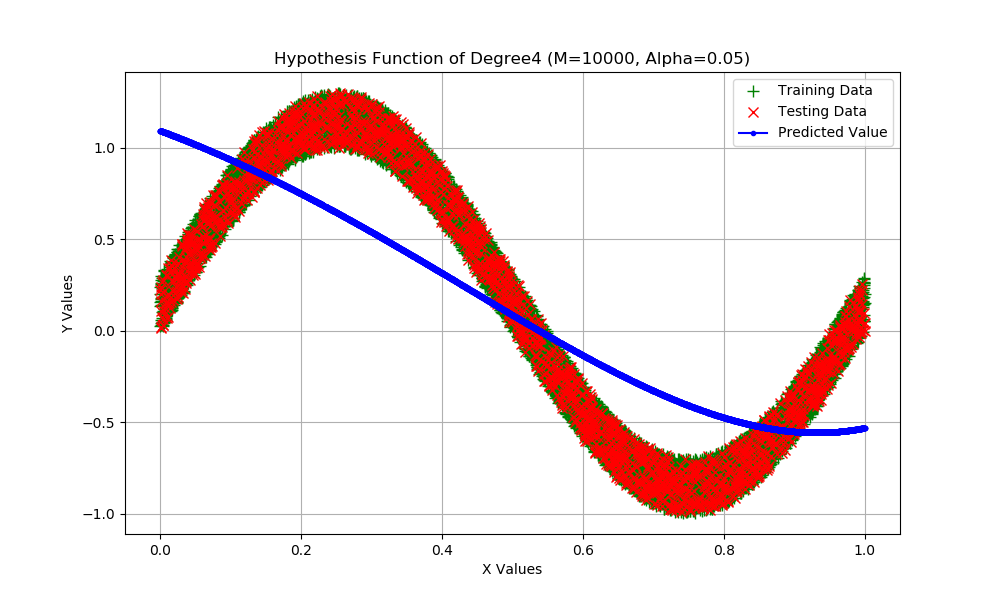 Hypothesis Function of Degree4 (M=10000, Alpha=0.05)
Training Data
Testing Data
Predicted Value
Y Values
1.0
0.5
0.0
−0.5
−1.0
0.0 0.2 0.4 0.6 0.8 1.0
X Values